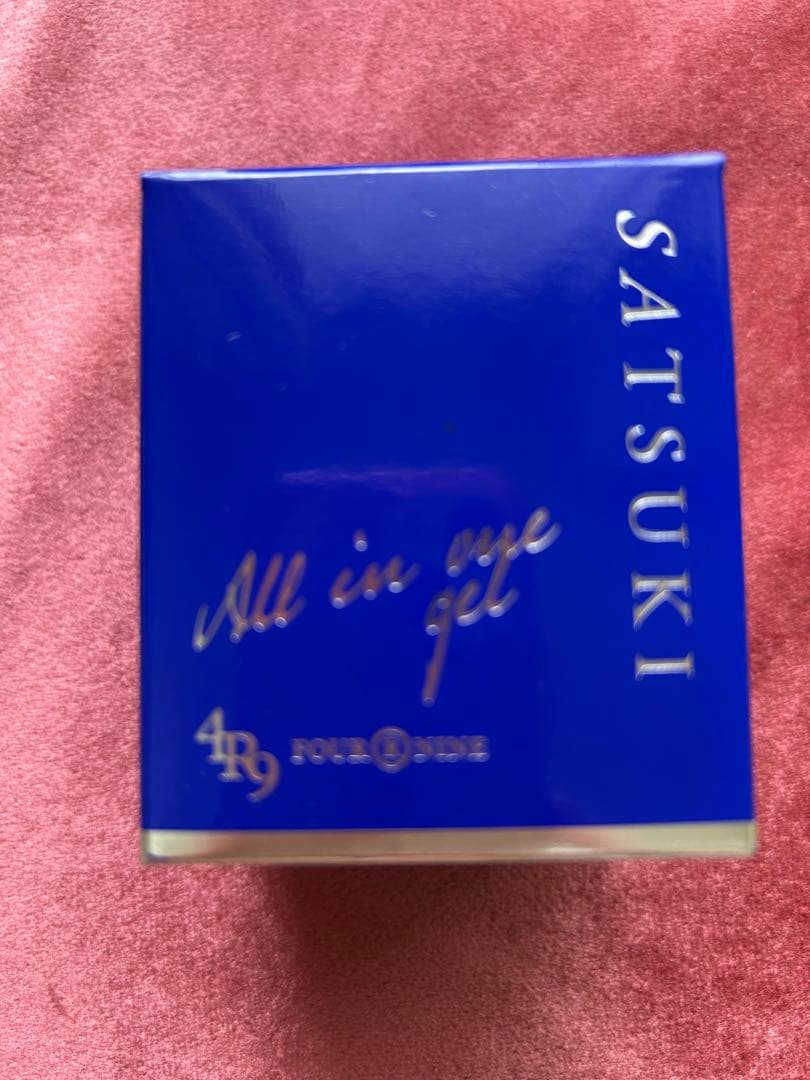 SATSUKI
All in one
gel
4R9 FOUR R NINE